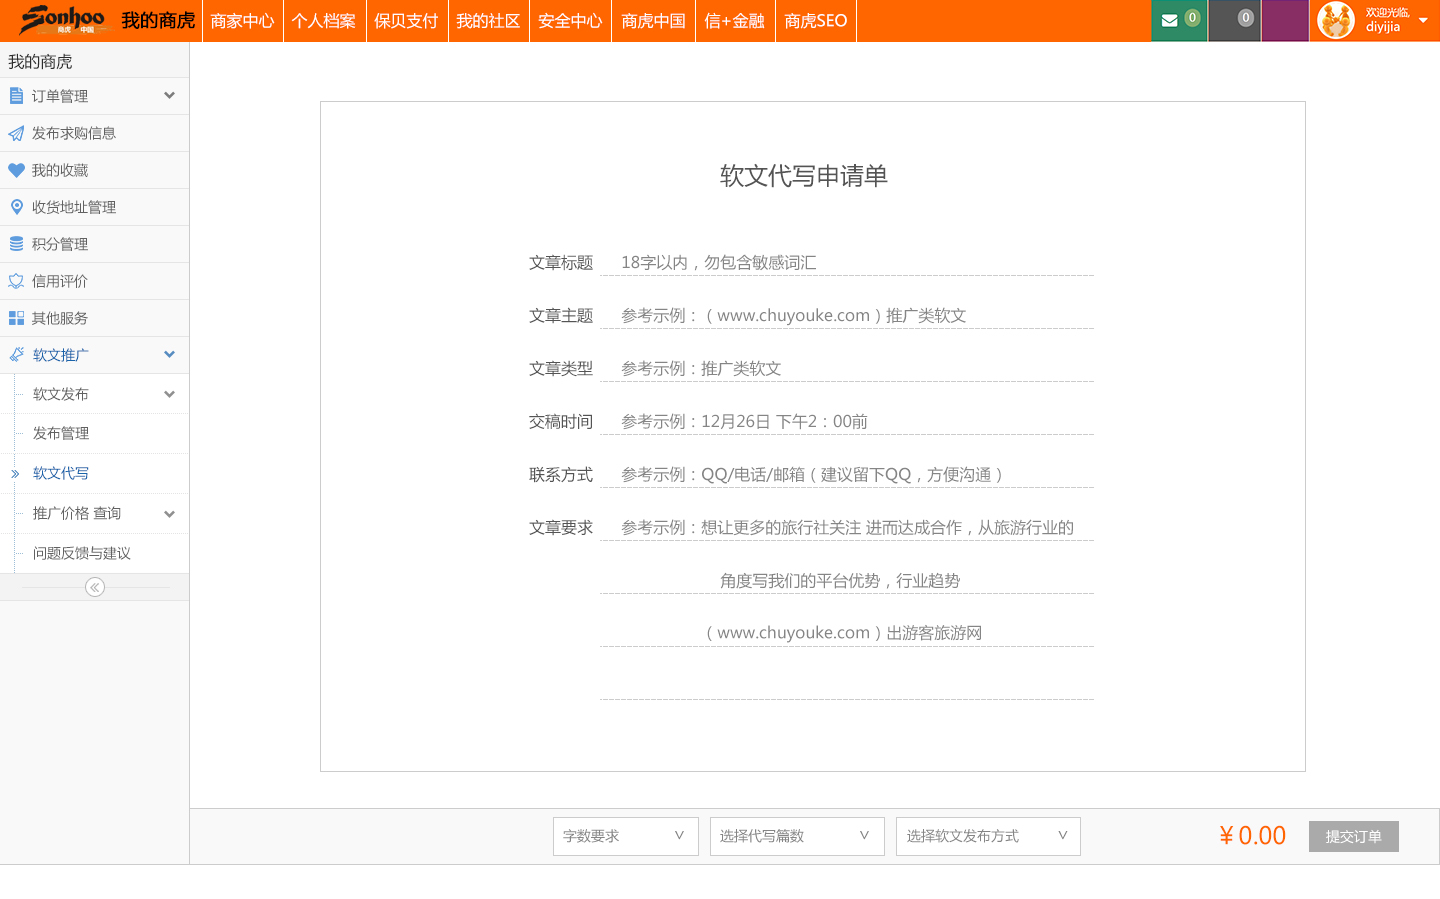 Sonhoo
商虎 中国
我的商虎 商家中心 个人档案 保贝支付 我的社区 安全中心 商虎中国 信+金融 商虎SEO 0 0 欢迎光临,
diyijia
我的商虎
订单管理
发布求购信息
我的收藏
收货地址管理
积分管理
信用评价
其他服务
软文推广
软文发布
发布管理
软文代写
推广价格 查询
问题反馈与建议
软文代写申请单
文章标题 18字以内，勿包含敏感词汇
文章主题 参考示例：（ www.chuyouke.com ）推广类软文
文章类型 参考示例：推广类软文
交稿时间 参考示例：12月26日 下午2：00前
联系方式 参考示例：QQ/电话/邮箱（ 建议留下QQ，方便沟通 ）
文章要求 参考示例：想让更多的旅行社关注 进而达成合作，从旅游行业的
角度写我们的平台优势，行业趋势
（ www.chuyouke.com ）出游客旅游网
字数要求 选择代写篇数 选择软文发布方式 ¥0.00 提交订单